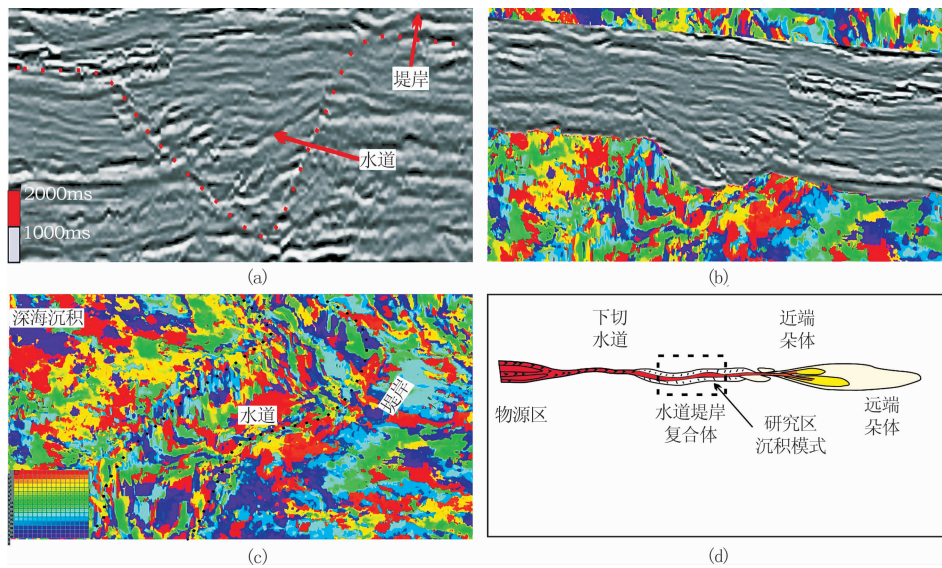 堤岸
水道
2000ms
1000ms
(a)
(b)
深海沉积
水道
堤岸
(c)
下切
水道
近端
朵体
物源区
水道堤岸
复合体
研究区
沉积模式
远端
朵体
(d)